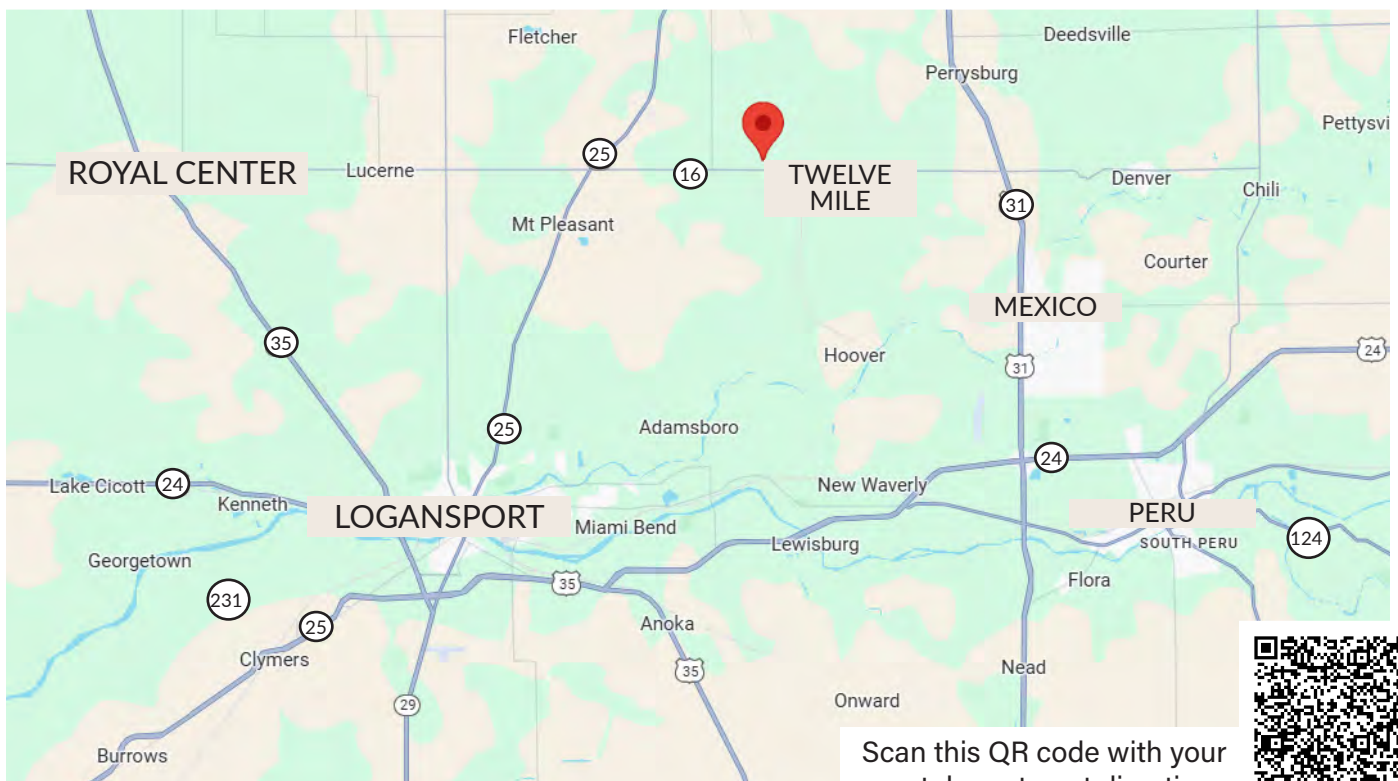 Fletcher
Deedsville
Perrysburg
Pettysvi
25
ROYAL CENTER
Lucerne
16
TWELVE
MILE
Denver
Chili
31
Mt Pleasant
Courter
MEXICO
35
Hoover
24
31
25
Adamsboro
24
Lake Cicott
24
Kenneth
New Waverly
LOGANSPORT
Miami Bend
PERU
Lewisburg
SOUTH PERU
124
Georgetown
35
Flora
231
25
Anoka
Clymers
35
Nead
29
Onward
Burrows
Scan this QR code with your